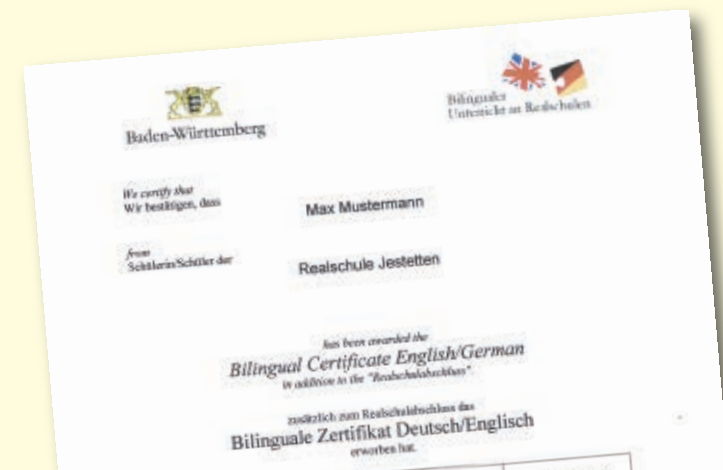 Baden-Württemberg
Bilingualer
Unterricht an Realschulen
We certify that
Wir bestätigen, dass
Max Mustermann
from
Schülerin/Schüler der
Realschule Jestetten
has been awarded the
Bilingual Certificate English/German
in addition to the "Realschulabschluss"
zusätzlich zum Realschulabschluss das
Bilinguale Zertifikat Deutsch/Englisch
erworben hat.